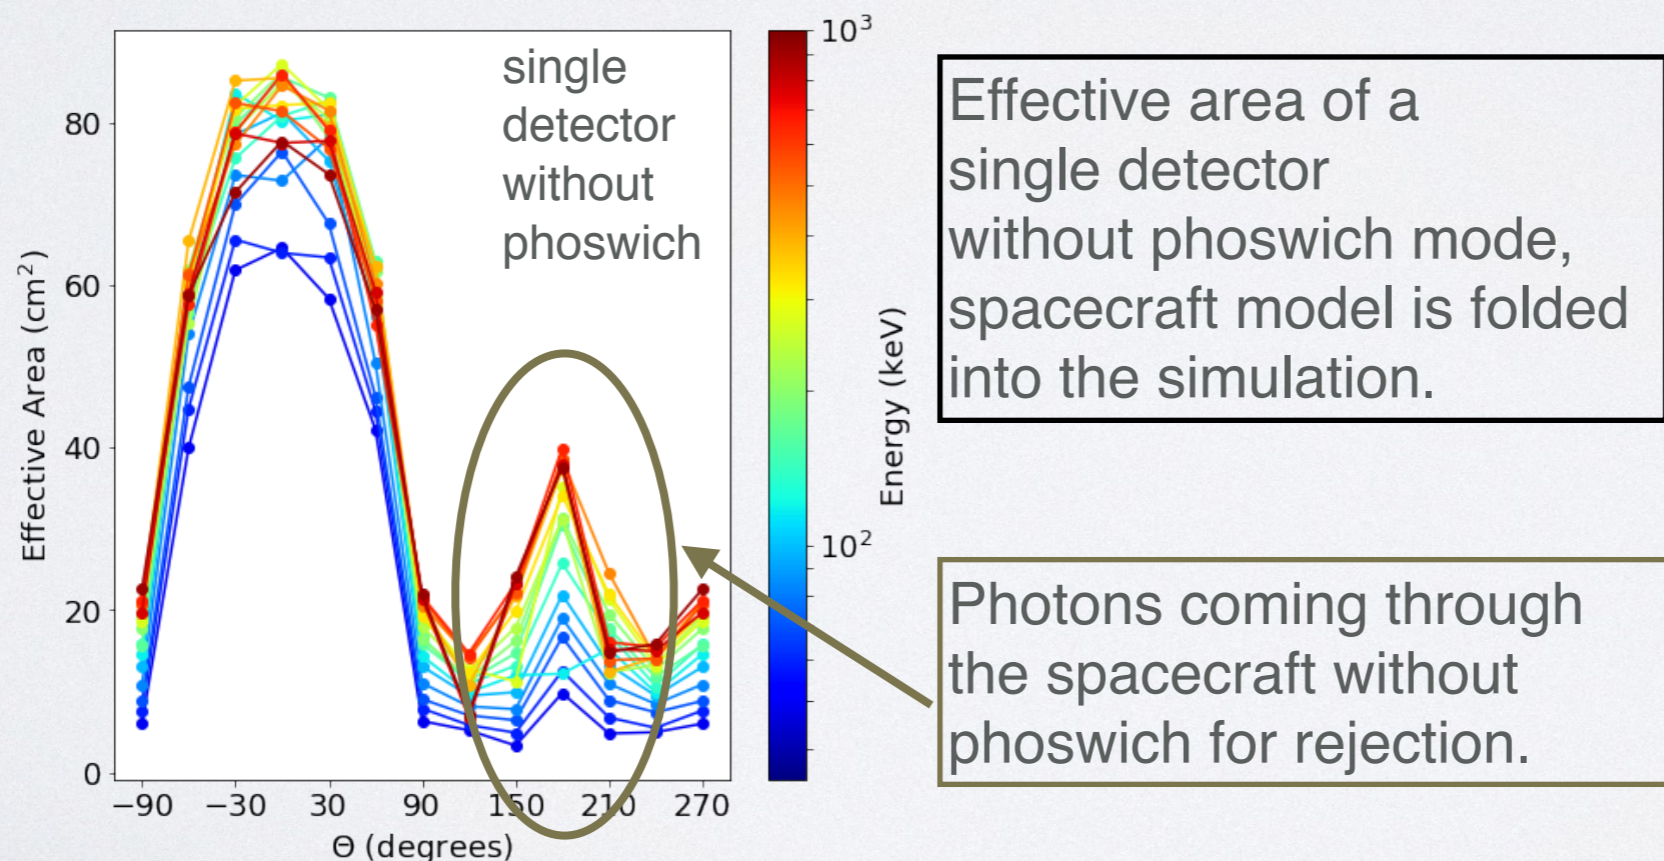 single
detector
without
phoswich
80
60
40
20
0
Effective Area (cm²)
−90 −30 30 90 150 210 270
Θ (degrees)
10³
10²
Energy (keV)
Effective area of a
single detector
without phoswich mode,
spacecraft model is folded
into the simulation.
Photons coming through
the spacecraft without
phoswich for rejection.